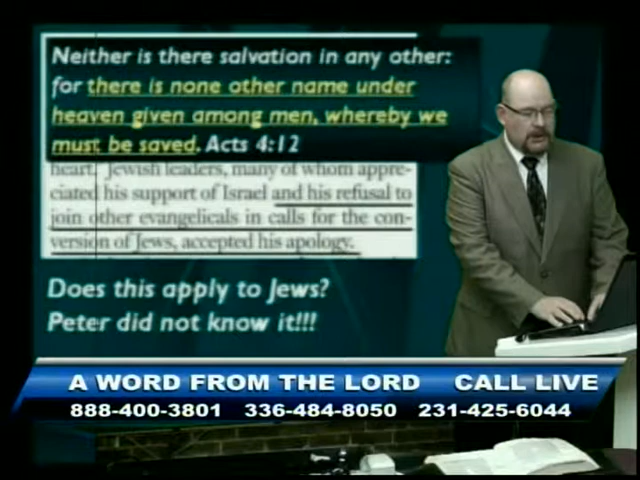 Neither is there salvation in any other:
for there is none other name under
heaven given among men, whereby we
must be saved. Acts 4:12
heart. Jewish leaders, many of whom appre-
ciated his support of Israel and his refusal to
join other evangelicals in calls for the con-
version of Jews, accepted his apology.
Does this apply to Jews?
Peter did not know it!!!
A WORD FROM THE LORD CALL LIVE
888-400-3801 336-484-8050 231-425-6044